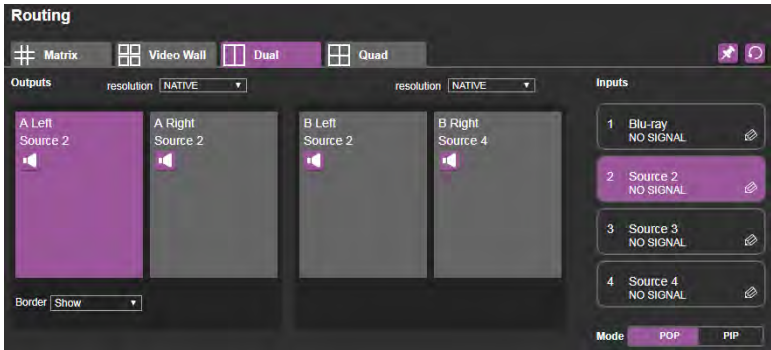 Routing
Matrix
Video Wall
Dual
Quad
Outputs
resolution NATIVE
resolution NATIVE
Inputs
A Left
Source 2
A Right
Source 2
B Left
Source 2
B Right
Source 4
1 Blu-ray
NO SIGNAL
2 Source 2
NO SIGNAL
3 Source 3
NO SIGNAL
4 Source 4
NO SIGNAL
Border Show
Mode POP PIP